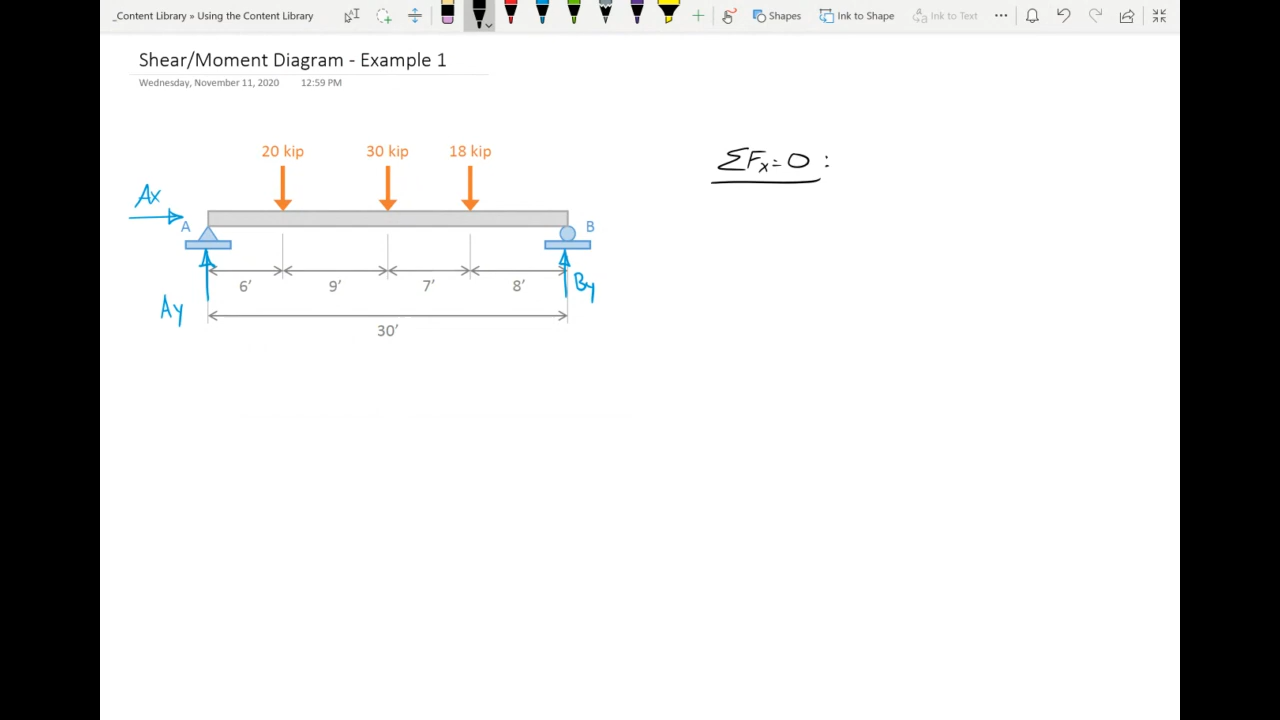 _Content Library » Using the Content Library
Shapes
Ink to Shape
Ink to Text
Shear/Moment Diagram - Example 1
Wednesday, November 11, 2020 12:59 PM
20 kip 30 kip 18 kip
ΣFx=0 :
Ax
A B
6’ 9’ 7’ 8’
By
Ay
30’